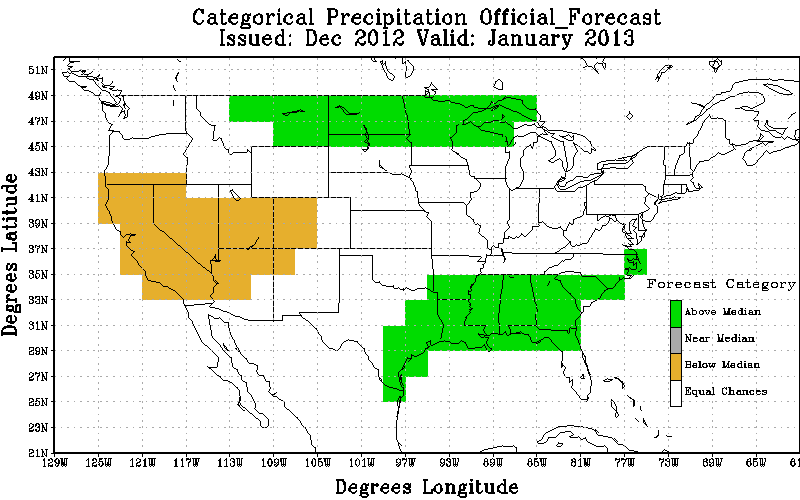 Categorical Precipitation Official_Forecast
Issued: Dec 2012 Valid: January 2013
51N
49N
47N
45N
43N
41N
39N
37N
35N
33N
31N
29N
27N
25N
23N
21N
Degrees Latitude
Forecast Category
Above Median
Near Median
Below Median
Equal Chances
129W 125W 121W 117W 113W 109W 105W 101W 97W 93W 89W 85W 81W 77W 73W 69W 65W 61
Degrees Longitude